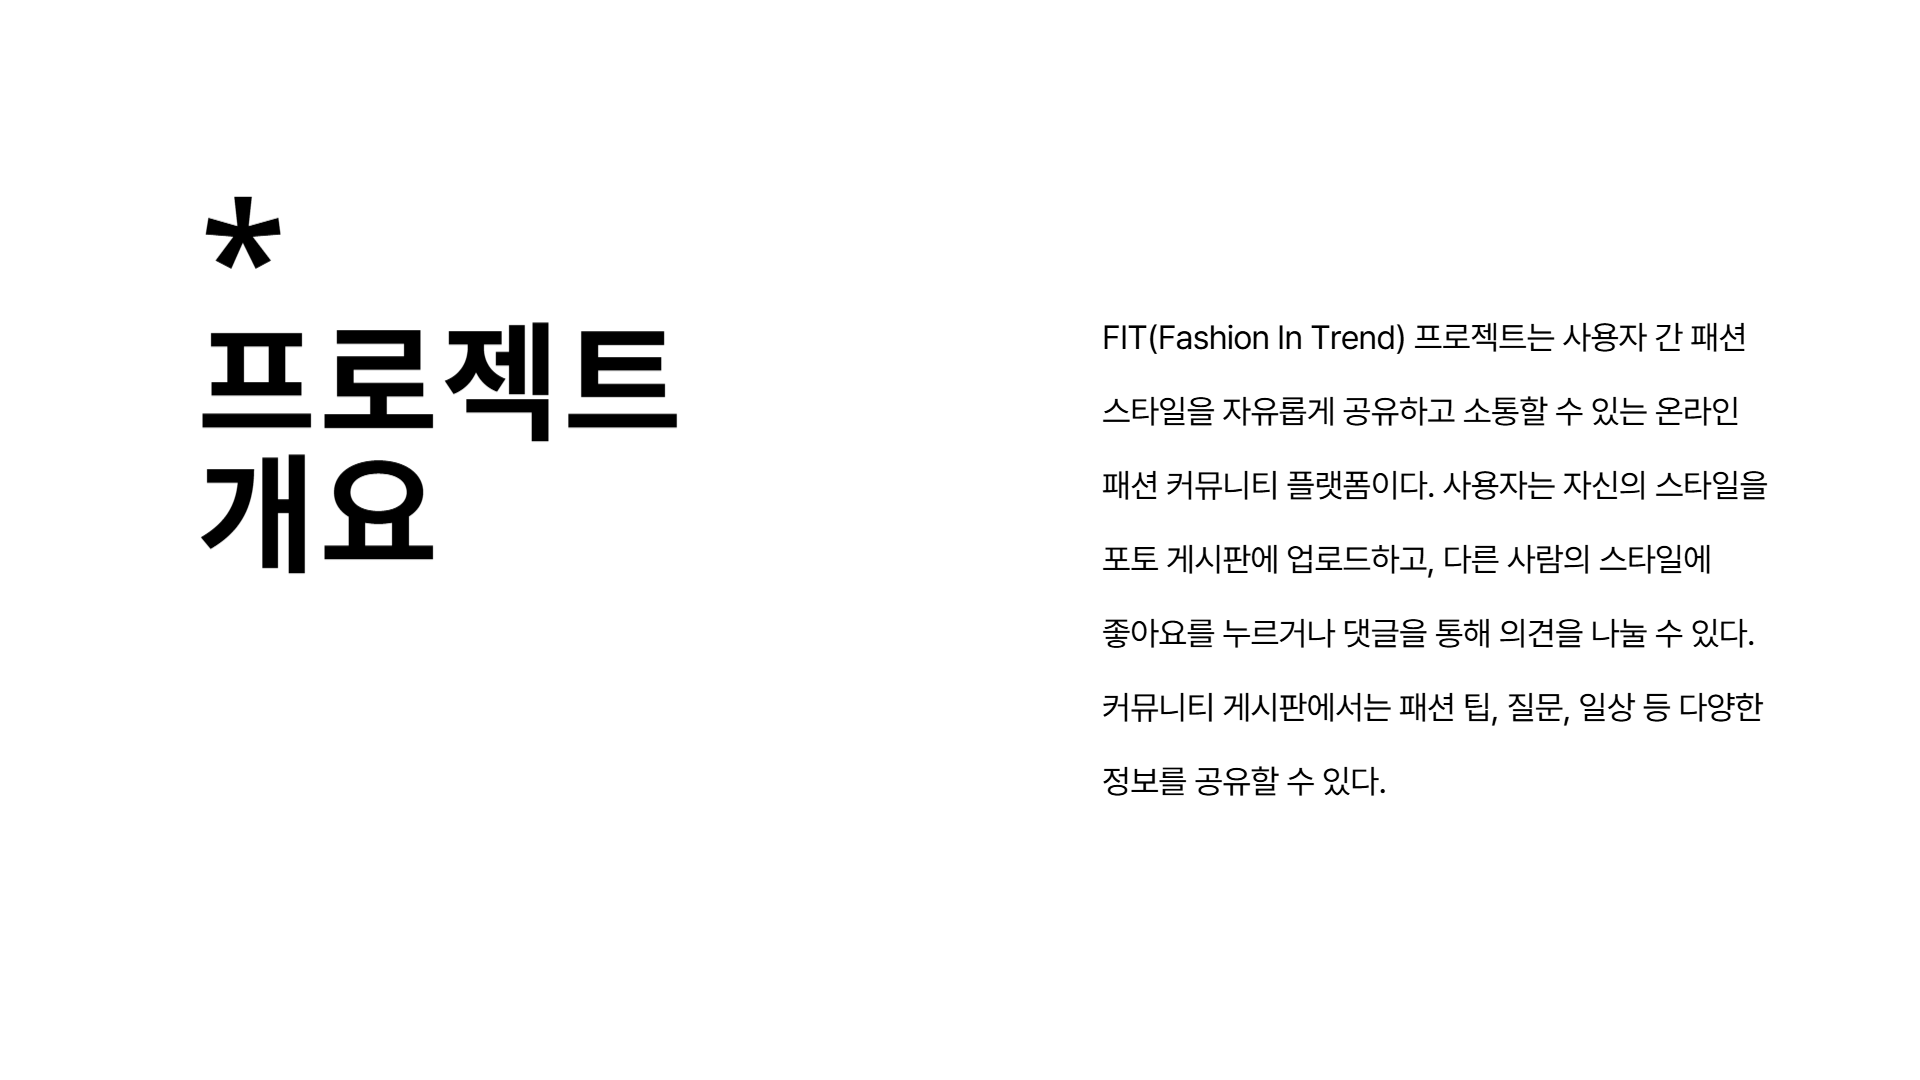 *
프로젝트
개요
FIT(Fashion In Trend) 프로젝트는 사용자 간 패션
스타일을 자유롭게 공유하고 소통할 수 있는 온라인
패션 커뮤니티 플랫폼이다. 사용자는 자신의 스타일을
포토 게시판에 업로드하고, 다른 사람의 스타일에
좋아요를 누르거나 댓글을 통해 의견을 나눌 수 있다.
커뮤니티 게시판에서는 패션 팁, 질문, 일상 등 다양한
정보를 공유할 수 있다.